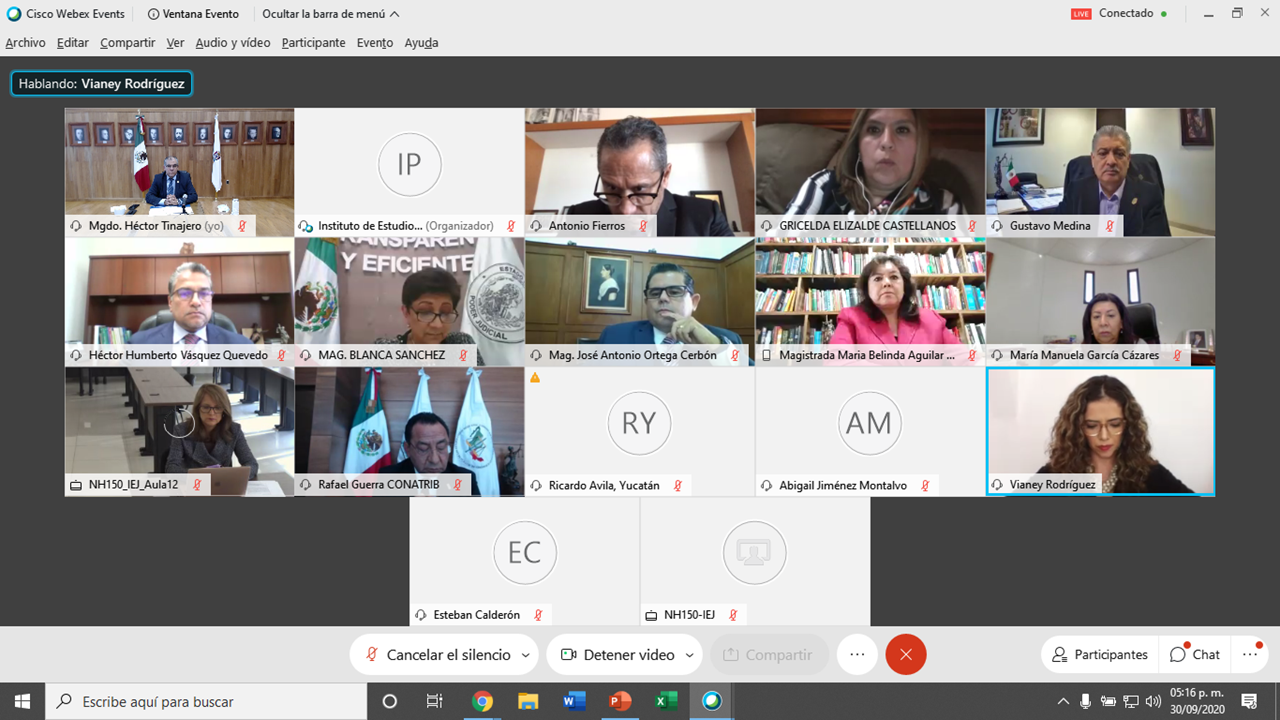 Cisco Webex Events
Ventana Evento
Ocultar la barra de menú
LIVE
Conectado
Archivo Editar Compartir Ver Audio y vídeo Participante Evento Ayuda
Hablando: Vianey Rodríguez
Mgdo. Héctor Tinajero (yo)
IP
Instituto de Estudio... (Organizador)
Antonio Fierros
GRICELDA ELIZALDE CASTELLANOS
Gustavo Medina
Héctor Humberto Vásquez Quevedo
Y EFICIENTE
ESTADO
PODER JUDICIAL
MAG. BLANCA SANCHEZ
Mag. José Antonio Ortega Cerbón
Magistrada Maria Belinda Aguilar ...
María Manuela García Cázares
NH150_IEJ_Aula12
Rafael Guerra CONATRIB
RY
Ricardo Avila, Yucatán
AM
Abigail Jiménez Montalvo
Vianey Rodríguez
EC
Esteban Calderón
NH150-IEJ
Cancelar el silencio
Detener video
Compartir
...
Participantes
Chat
...
Escribe aquí para buscar
05:16 p. m.
30/09/2020